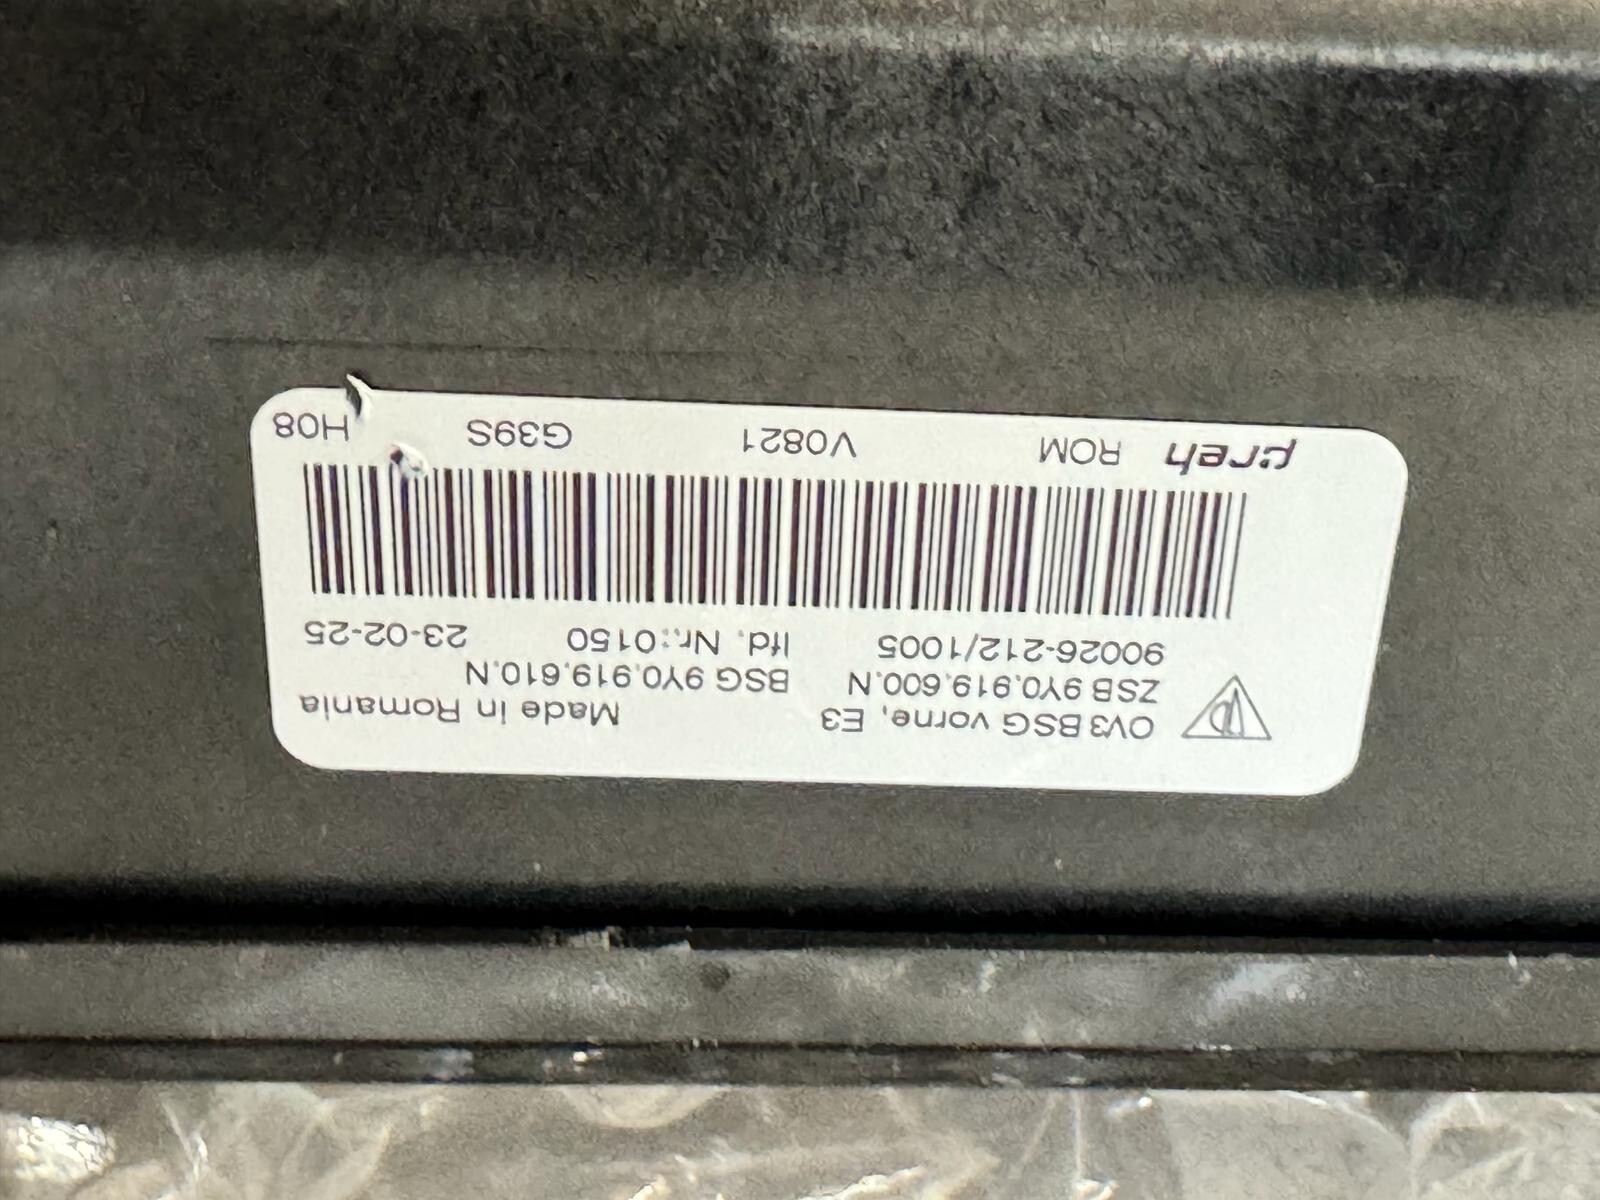 OV3 BSG vorne, E3 Made in Romania
ZSB 9Y0.919.600.N BSG 9Y0.919.610.N
90026-212/1005 lfd. Nr.:0150 23-02-25
preh ROM V0821 G39S H08